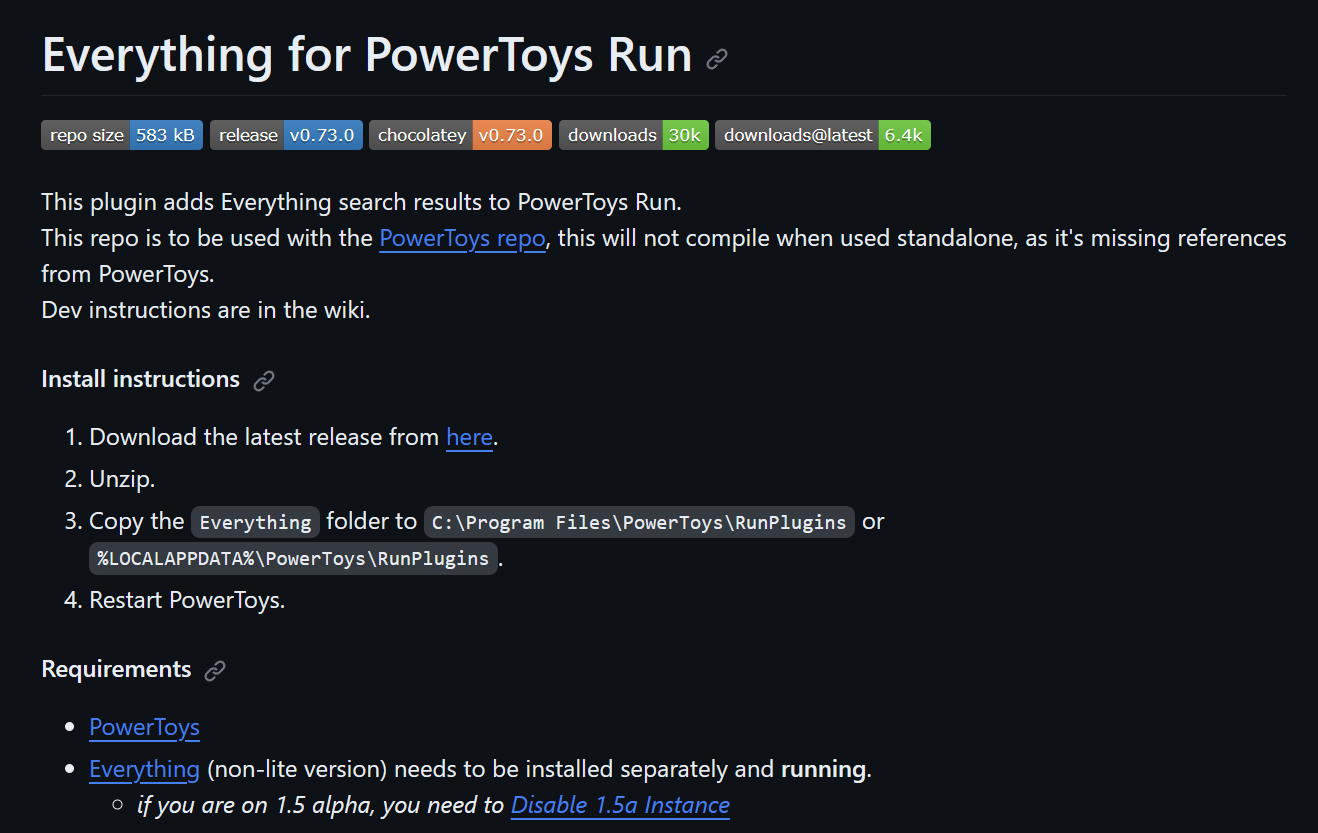 Everything for PowerToys Run
repo size 583 kB release v0.73.0 chocolatey v0.73.0 downloads 30k downloads@latest 6.4k
This plugin adds Everything search results to PowerToys Run.
This repo is to be used with the PowerToys repo, this will not compile when used standalone, as it's missing references
from PowerToys.
Dev instructions are in the wiki.
Install instructions
1. Download the latest release from here.
2. Unzip.
3. Copy the Everything folder to C:\Program Files\PowerToys\RunPlugins or
%LOCALAPPDATA%\PowerToys\RunPlugins.
4. Restart PowerToys.
Requirements
• PowerToys
• Everything (non-lite version) needs to be installed separately and running.
◦ if you are on 1.5 alpha, you need to Disable 1.5a Instance